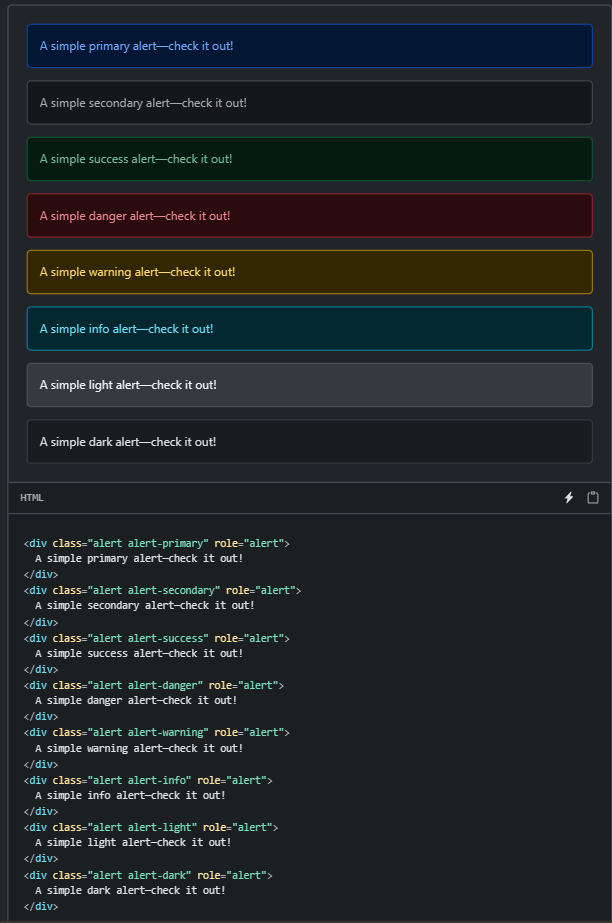 A simple primary alert—check it out!
A simple secondary alert—check it out!
A simple success alert—check it out!
A simple danger alert—check it out!
A simple warning alert—check it out!
A simple info alert—check it out!
A simple light alert—check it out!
A simple dark alert—check it out!
HTML
<div class="alert alert-primary" role="alert">
  A simple primary alert—check it out!
</div>
<div class="alert alert-secondary" role="alert">
  A simple secondary alert—check it out!
</div>
<div class="alert alert-success" role="alert">
  A simple success alert—check it out!
</div>
<div class="alert alert-danger" role="alert">
  A simple danger alert—check it out!
</div>
<div class="alert alert-warning" role="alert">
  A simple warning alert—check it out!
</div>
<div class="alert alert-info" role="alert">
  A simple info alert—check it out!
</div>
<div class="alert alert-light" role="alert">
  A simple light alert—check it out!
</div>
<div class="alert alert-dark" role="alert">
  A simple dark alert—check it out!
</div>